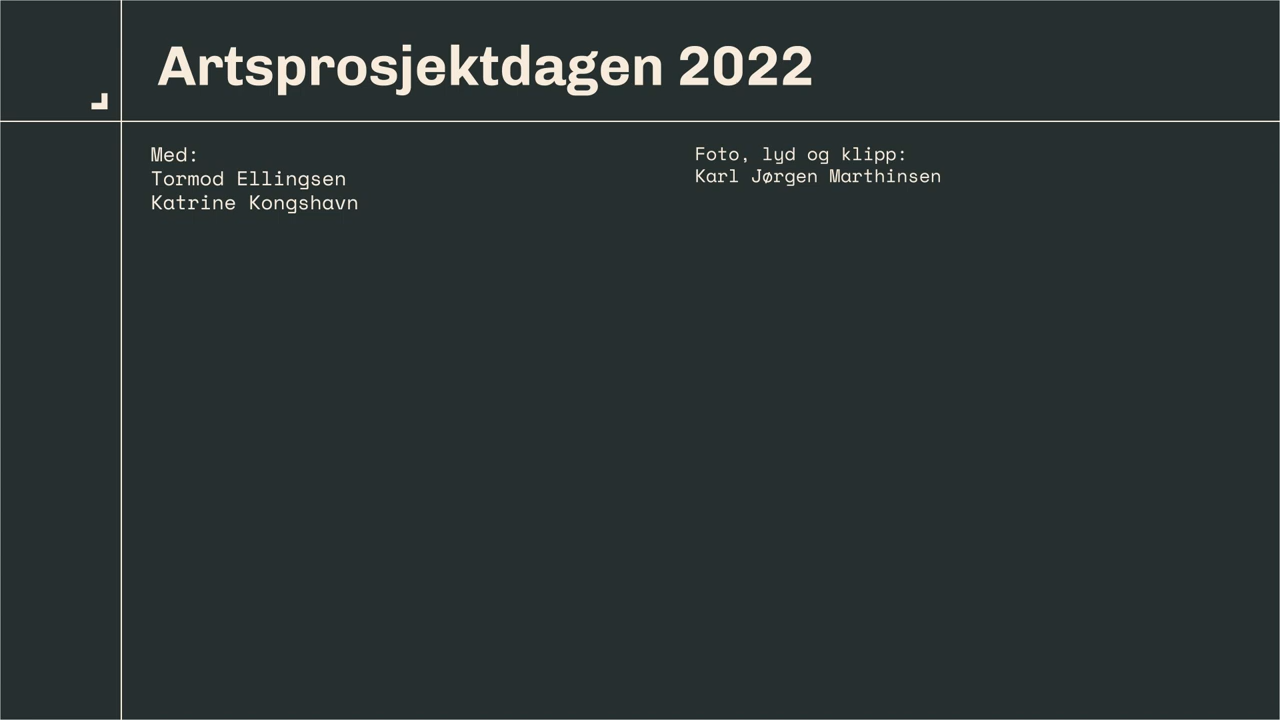 Artsprosjektdagen 2022
Med:
Tormod Ellingsen
Katrine Kongshavn
Foto, lyd og klipp:
Karl Jørgen Marthinsen